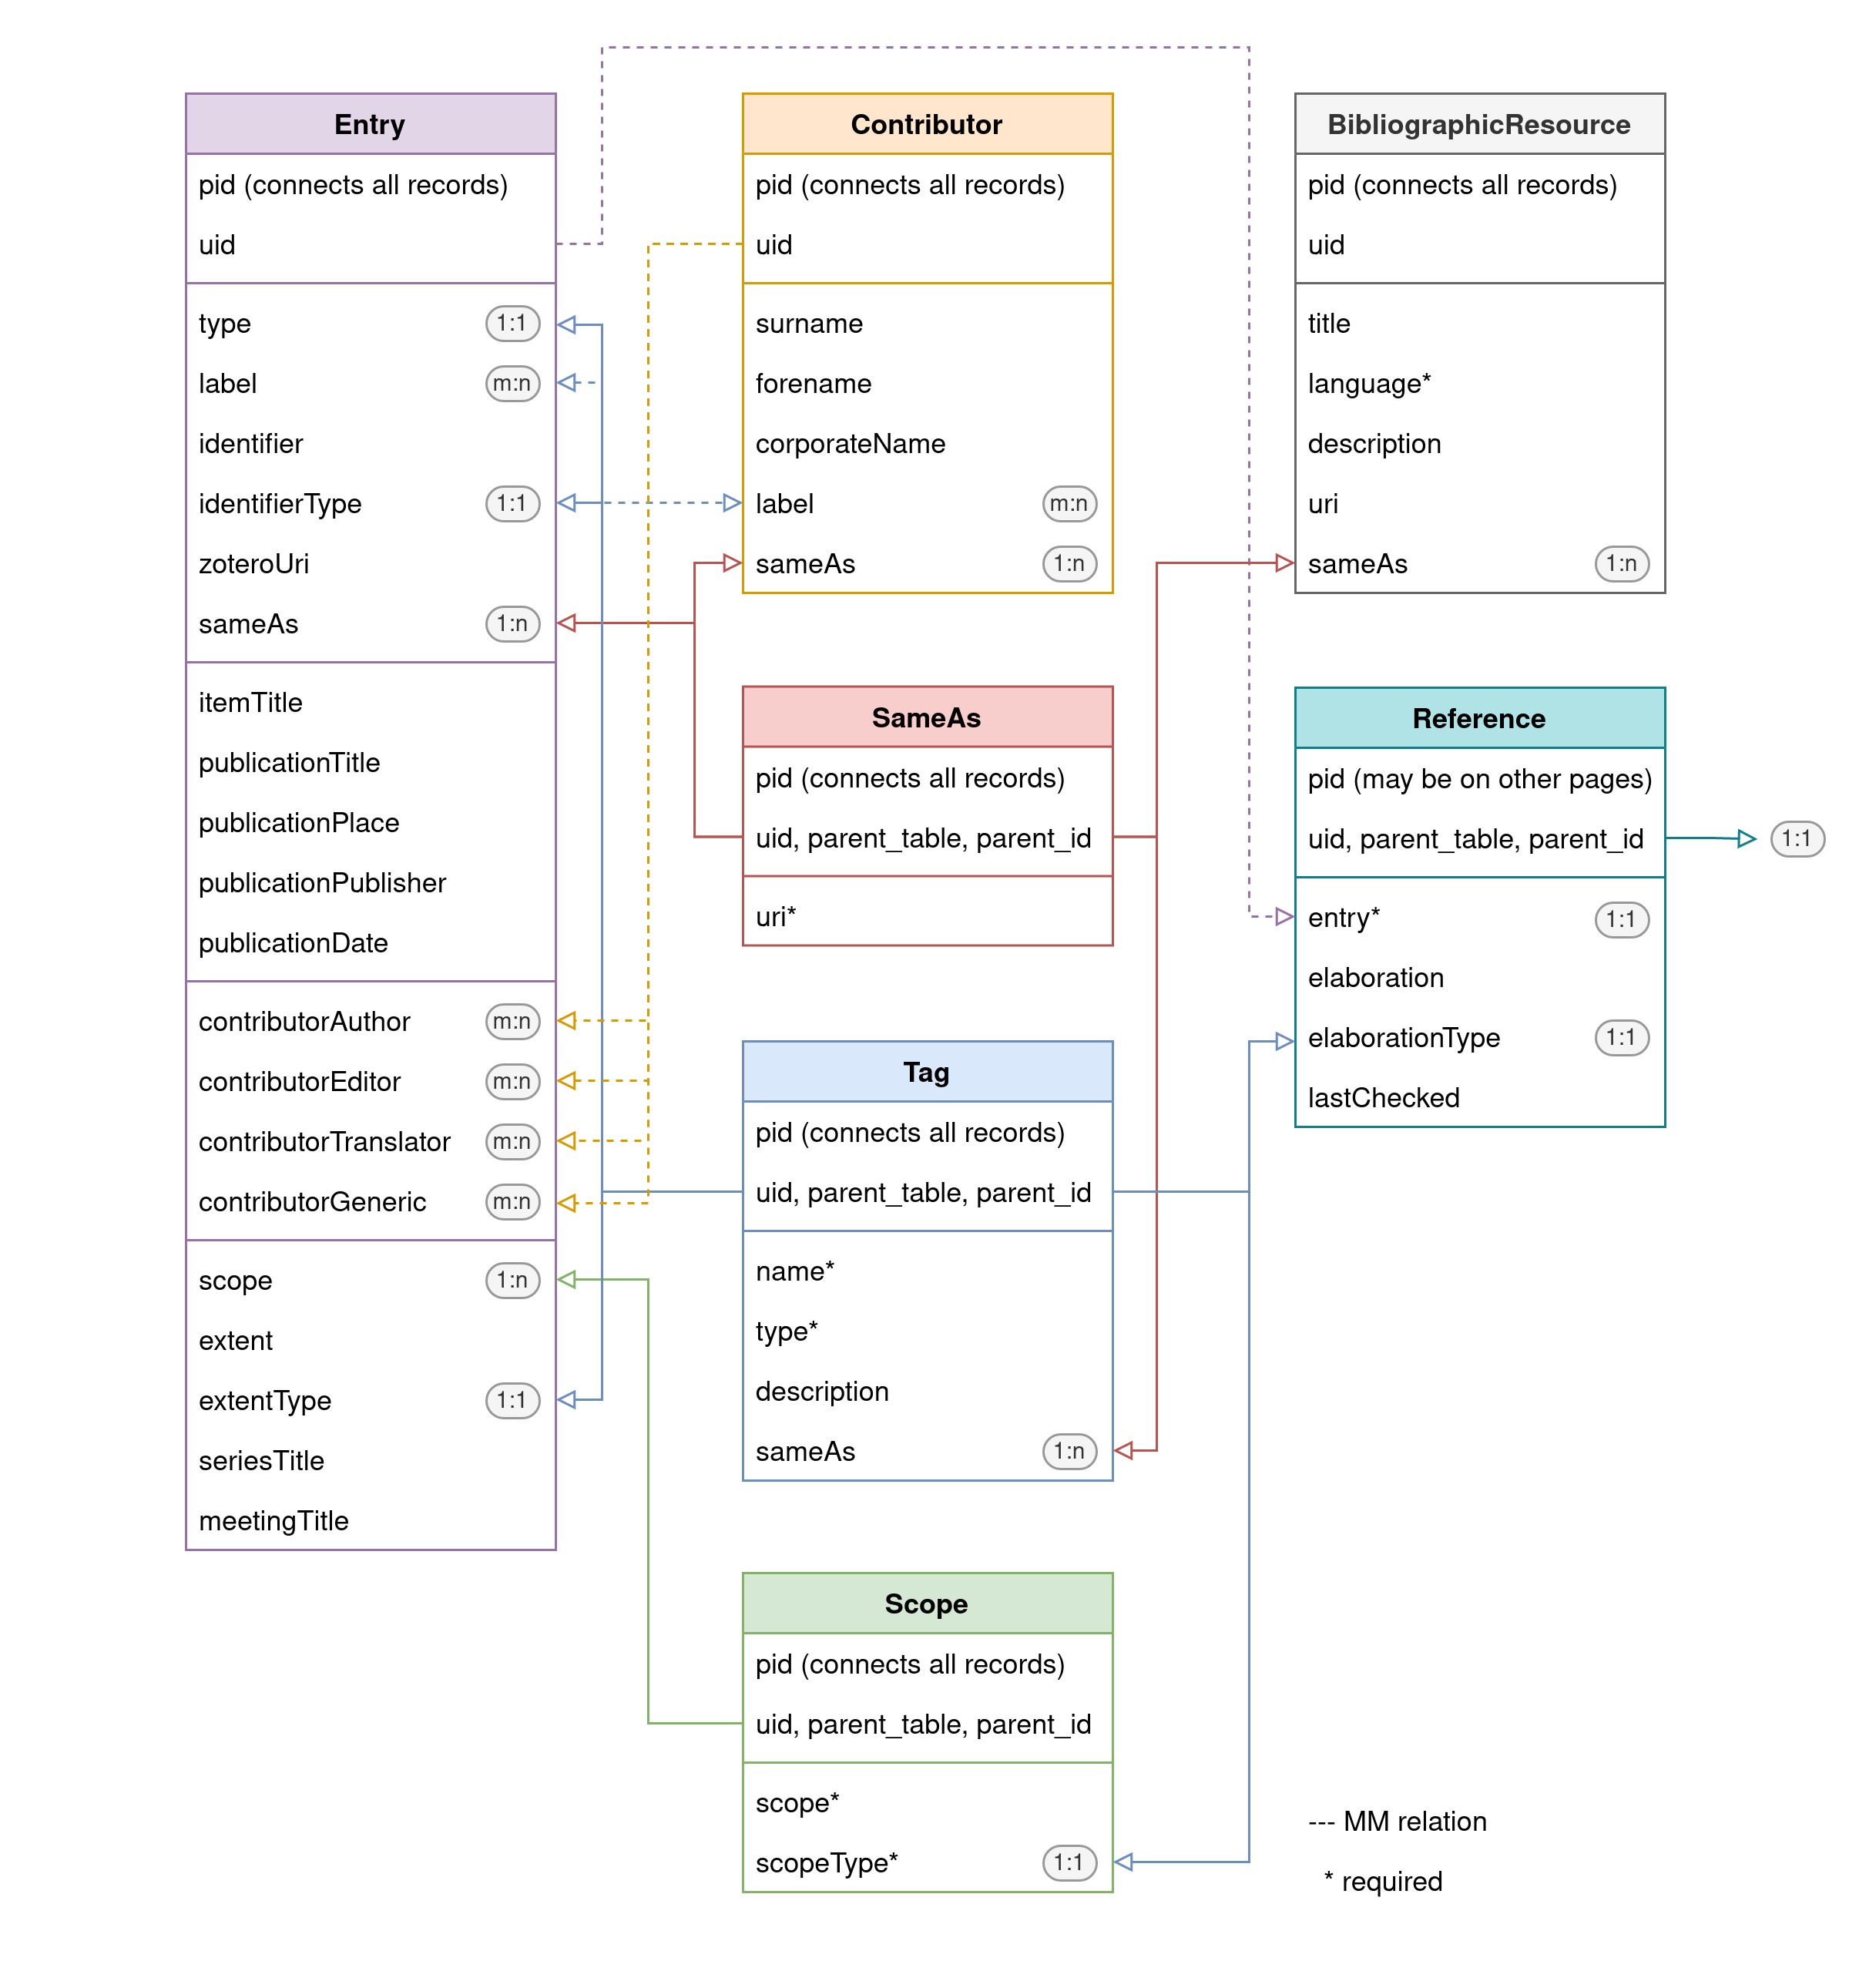 Entry
pid (connects all records)
uid
type 1:1
label m:n
identifier
identifierType 1:1
zoteroUri
sameAs 1:n
itemTitle
publicationTitle
publicationPlace
publicationPublisher
publicationDate
contributorAuthor m:n
contributorEditor m:n
contributorTranslator m:n
contributorGeneric m:n
scope 1:n
extent
extentType 1:1
seriesTitle
meetingTitle
Contributor
pid (connects all records)
uid
surname
forename
corporateName
label m:n
sameAs 1:n
SameAs
pid (connects all records)
uid, parent_table, parent_id
uri*
Tag
pid (connects all records)
uid, parent_table, parent_id
name*
type*
description
sameAs 1:n
Scope
pid (connects all records)
uid, parent_table, parent_id
scope*
scopeType* 1:1
BibliographicResource
pid (connects all records)
uid
title
language*
description
uri
sameAs 1:n
Reference
pid (may be on other pages)
uid, parent_table, parent_id 1:1
entry* 1:1
elaboration
elaborationType 1:1
lastChecked
--- MM relation
* required